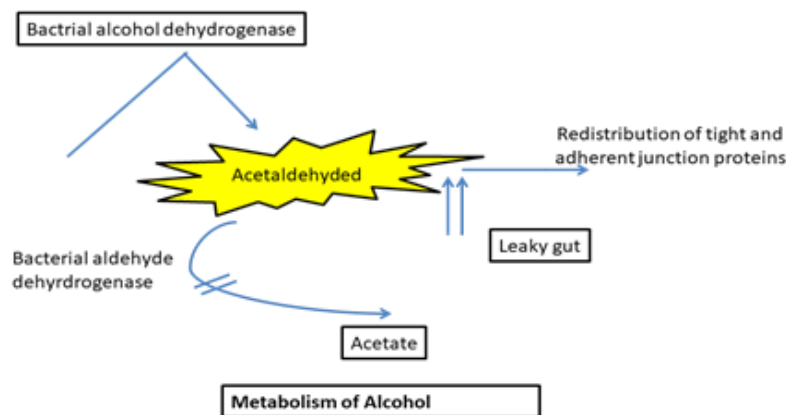 Bactrial alcohol dehydrogenase
Redistribution of tight and
adherent junction proteins
Acetaldehyded
Leaky gut
Bacterial aldehyde
dehyrdrogenase
Acetate
Metabolism of Alcohol